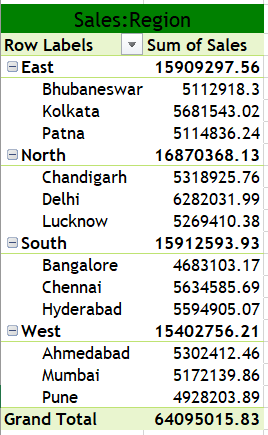 Sales:Region
Row Labels Sum of Sales
East 15909297.56
Bhubaneswar 5112918.3
Kolkata 5681543.02
Patna 5114836.24
North 16870368.13
Chandigarh 5318925.76
Delhi 6282031.99
Lucknow 5269410.38
South 15912593.93
Bangalore 4683103.17
Chennai 5634585.69
Hyderabad 5594905.07
West 15402756.21
Ahmedabad 5302412.46
Mumbai 5172139.86
Pune 4928203.89
Grand Total 64095015.83